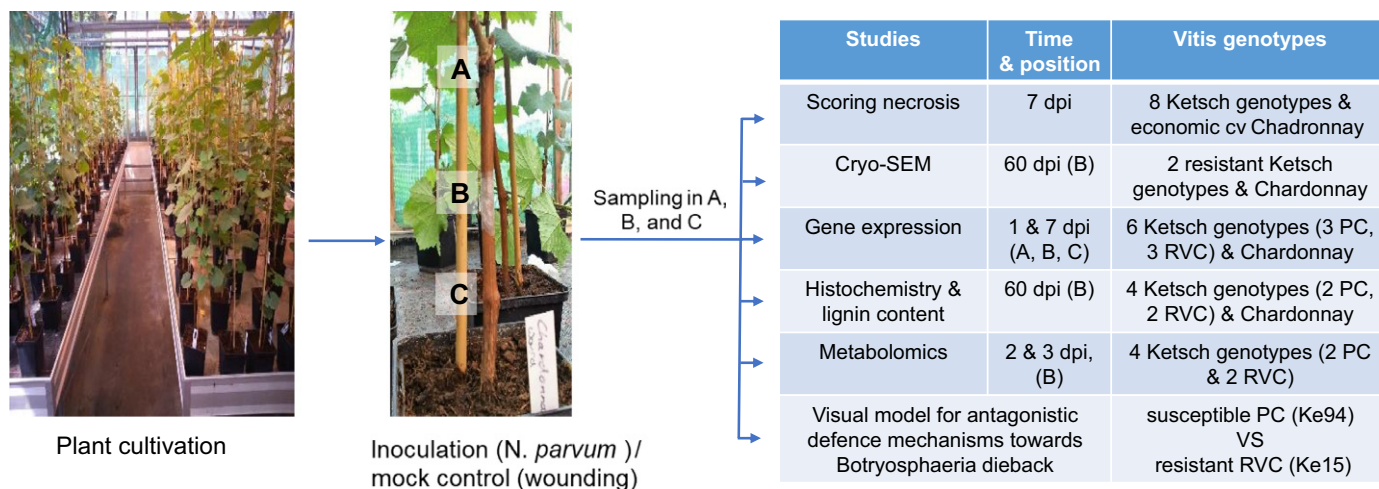 Plant cultivation
A
B
C
Chardonnay
Inoculation (N. parvum )/
mock control (wounding)
Sampling in A,
B, and C
Studies
Time
& position
Vitis genotypes
Scoring necrosis
7 dpi
8 Ketsch genotypes &
economic cv Chadronnay
Cryo-SEM
60 dpi (B)
2 resistant Ketsch
genotypes & Chardonnay
Gene expression
1 & 7 dpi
(A, B, C)
6 Ketsch genotypes (3 PC,
3 RVC) & Chardonnay
Histochemistry &
lignin content
60 dpi (B)
4 Ketsch genotypes (2 PC,
2 RVC) & Chardonnay
Metabolomics
2 & 3 dpi,
(B)
4 Ketsch genotypes (2 PC
& 2 RVC)
Visual model for antagonistic
defence mechanisms towards
Botryosphaeria dieback
susceptible PC (Ke94)
VS
resistant RVC (Ke15)